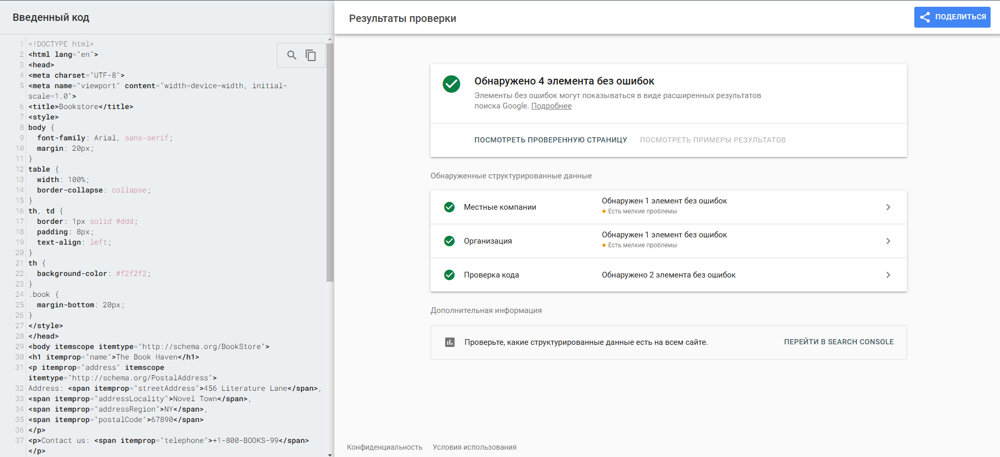 Введенный код
1 <!DOCTYPE html>
2 <html lang="en">
3 <head>
4 <meta charset="UTF-8">
5 <meta name="viewport" content="width=device-width, initial-
scale=1.0">
6 <title>Bookstore</title>
7 <style>
8 body {
9 font-family: Arial, sans-serif;
10 margin: 20px;
11 }
12 table {
13 width: 100%;
14 border-collapse: collapse;
15 }
16 th, td {
17 border: 1px solid #ddd;
18 padding: 8px;
19 text-align: left;
20 }
21 th {
22 background-color: #f2f2f2;
23 }
24 .book {
25 margin-bottom: 20px;
26 }
27 </style>
28 </head>
29 <body itemscope itemtype="http://schema.org/BookStore">
30 <h1 itemprop="name">The Book Haven</h1>
31 <p itemprop="address" itemscope
itemtype="http://schema.org/PostalAddress">
32 Address: <span itemprop="streetAddress">456 Literature Lane</span>,
33 <span itemprop="addressLocality">Novel Town</span>,
34 <span itemprop="addressRegion">NY</span>,
35 <span itemprop="postalCode">67890</span>
36 </p>
37 <p>Contact us: <span itemprop="telephone">+1-800-BOOKS-99</span>
</p>
Результаты проверки
ПОДЕЛИТЬСЯ
Обнаружено 4 элемента без ошибок
Элементы без ошибок могут показываться в виде расширенных результатов
поиска Google. Подробнее
ПОСМОТРЕТЬ ПРОВЕРЕННУЮ СТРАНИЦУ ПОСМОТРЕТЬ ПРИМЕРЫ РЕЗУЛЬТАТОВ
Обнаруженные структурированные данные
Местные компании
Обнаружен 1 элемент без ошибок
Есть мелкие проблемы
Организация
Обнаружен 1 элемент без ошибок
Есть мелкие проблемы
Проверка кода
Обнаружено 2 элемента без ошибок
Дополнительная информация
Проверьте, какие структурированные данные есть на всем сайте.
ПЕРЕЙТИ В SEARCH CONSOLE
Конфиденциальность Условия использования